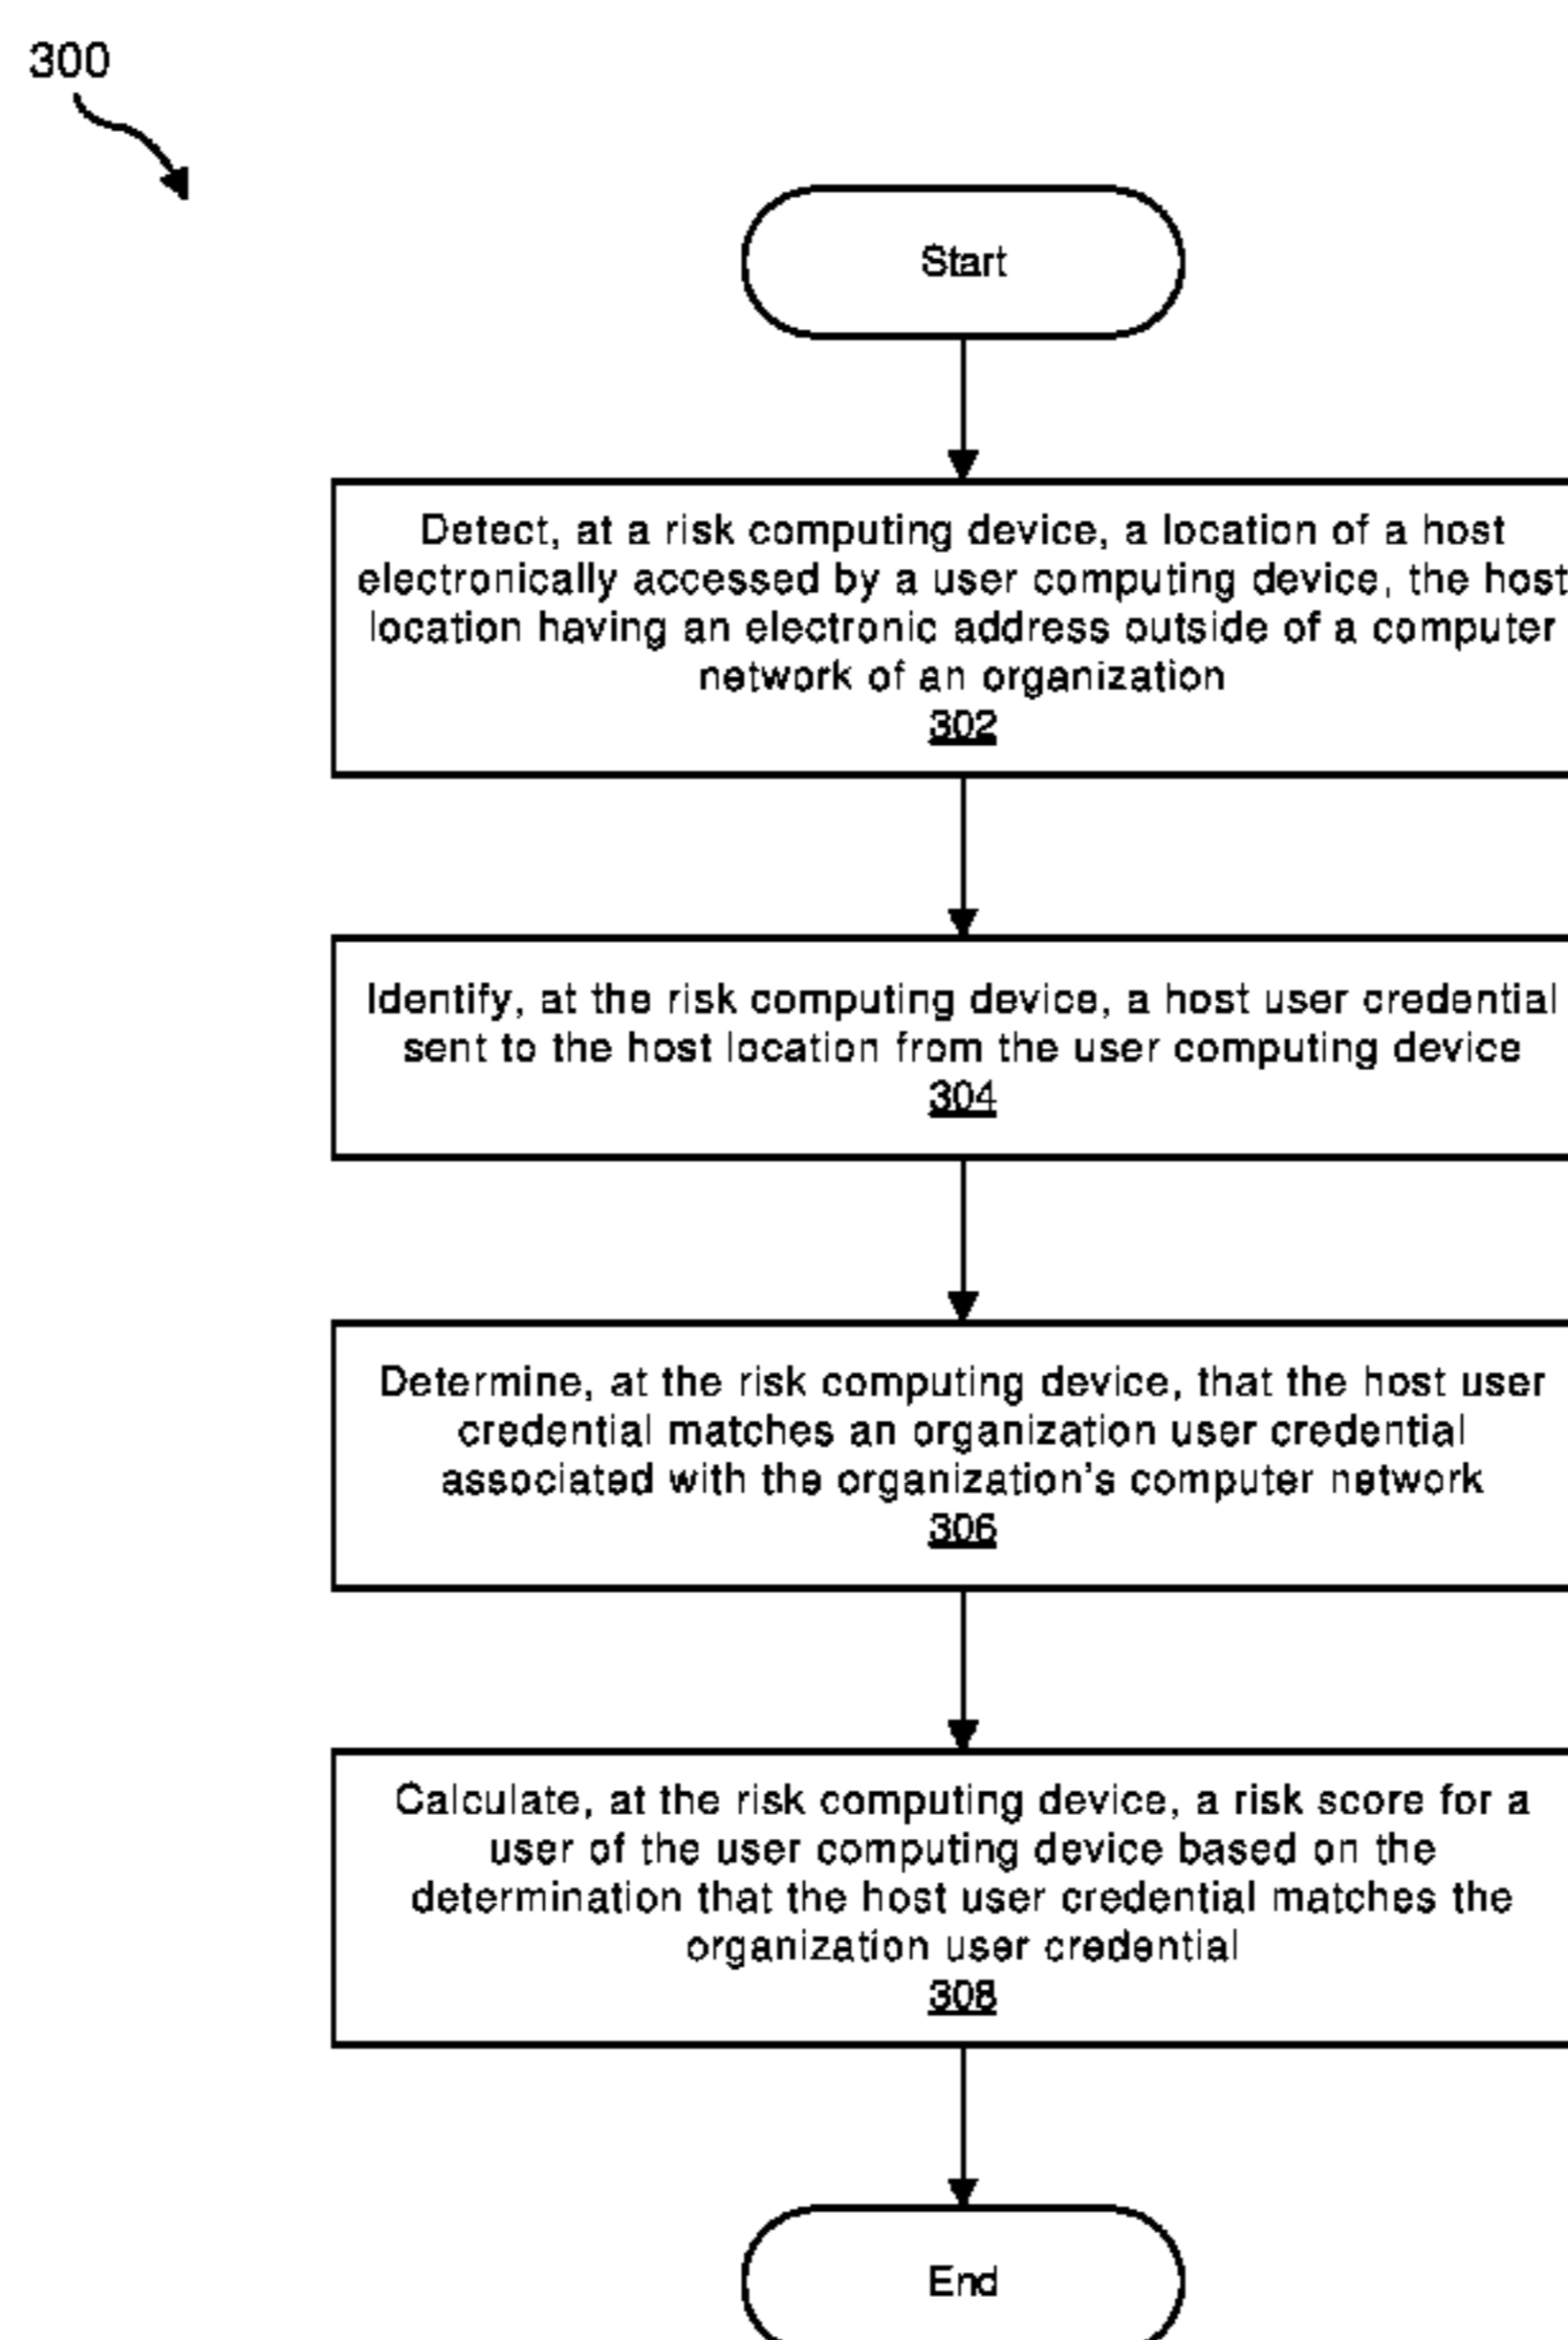 300
Start
Detect, at a risk computing device, a location of a host
electronically accessed by a user computing device, the host
location having an electronic address outside of a computer
network of an organization
302
Identify, at the risk computing device, a host user credential
sent to the host location from the user computing device
304
Determine, at the risk computing device, that the host user
credential matches an organization user credential
associated with the organization's computer network
306
Calculate, at the risk computing device, a risk score for a
user of the user computing device based on the
determination that the host user credential matches the
organization user credential
308
End